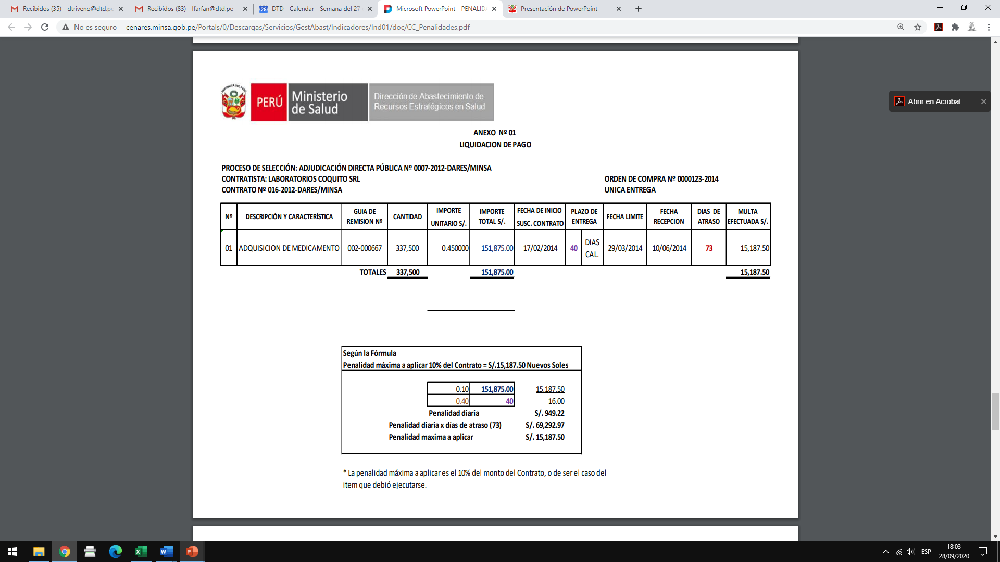 Recibidos (35) - dtriveno@dtd.pe
Recibidos (83) - lfarfan@dtd.pe -
28 DTD - Calendar - Semana del 27
Microsoft PowerPoint - PENALID
Presentación de PowerPoint
No es seguro cenares.minsa.gob.pe/Portals/0/Descargas/Servicios/GestAbast/Indicadores/Ind01/doc/CC_Penalidades.pdf
REPÚBLICA DEL PERÚ
PERÚ
Ministerio
de Salud
Dirección de Abastecimiento de
Recursos Estratégicos en Salud
Abrir en Acrobat
ANEXO Nº 01
LIQUIDACION DE PAGO
PROCESO DE SELECCIÓN: ADJUDICACIÓN DIRECTA PÚBLICA Nº 0007-2012-DARES/MINSA
CONTRATISTA: LABORATORIOS COQUITO SRL ORDEN DE COMPRA Nº 0000123-2014
CONTRATO Nº 016-2012-DARES/MINSA UNICA ENTREGA
Nº DESCRIPCIÓN Y CARACTERÍSTICA GUIA DE REMISION Nº CANTIDAD IMPORTE UNITARIO S/. IMPORTE TOTAL S/. FECHA DE INICIO SUSC. CONTRATO PLAZO DE ENTREGA FECHA LIMITE FECHA RECEPCION DIAS DE ATRASO MULTA EFECTUADA S/.
01 ADQUISICION DE MEDICAMENTO 002-000667 337,500 0.450000 151,875.00 17/02/2014 40 DIAS CAL. 29/03/2014 10/06/2014 73 15,187.50
TOTALES 337,500 151,875.00 15,187.50
Según la Fórmula
Penalidad máxima a aplicar 10% del Contrato = S/.15,187.50 Nuevos Soles
0.10 151,875.00 15,187.50
0.40 40 16.00
Penalidad diaria S/. 949.22
Penalidad diaria x días de atraso (73) S/. 69,292.97
Penalidad maxima a aplicar S/. 15,187.50
* La penalidad máxima a aplicar es el 10% del monto del Contrato, o de ser el caso del
item que debió ejecutarse.
ESP
18:03
28/09/2020